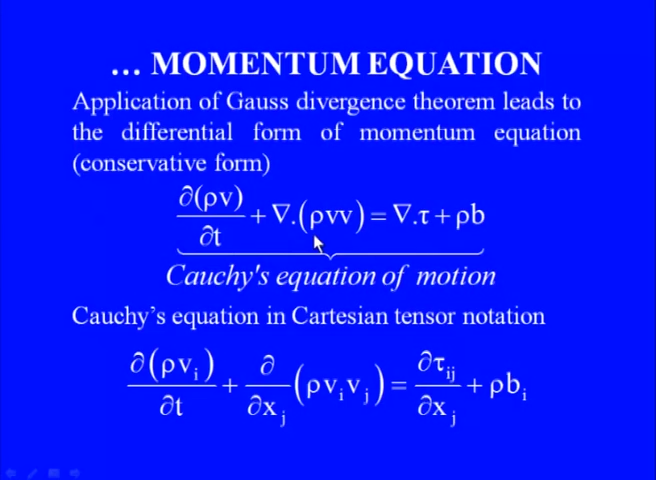 ... MOMENTUM EQUATION
Application of Gauss divergence theorem leads to
the differential form of momentum equation
(conservative form)
∂(ρv)/∂t + ∇.(ρvv) = ∇.τ + ρb
Cauchy's equation of motion
Cauchy’s equation in Cartesian tensor notation
∂(ρvᵢ)/∂t + ∂/∂xⱼ (ρvᵢvⱼ) = ∂τᵢⱼ/∂xⱼ + ρbᵢ